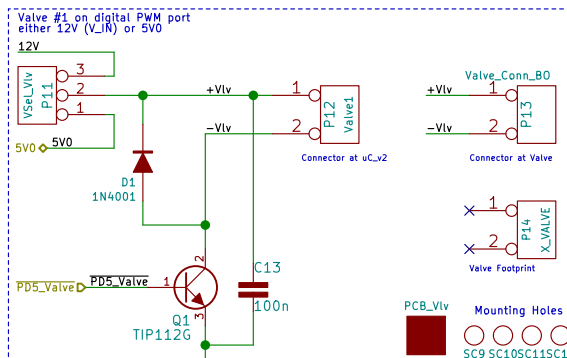 Valve #1 on digital PWM port
either 12V (V_IN) or 5V0
12V
VSel_Vlv
P11
3
2
1
5V0
5V0
+Vlv
-Vlv
1
2
P12
Valve1
Connector at uC_v2
Valve_Conn_BO
+Vlv
-Vlv
1
2
P13
Connector at Valve
D1
1N4001
1
2
P14
X_VALVE
Valve Footprint
PD5_Valve
PD5_Valve
1
2
3
Q1
TIP112G
C13
100n
PCB_Vlv
Mounting Holes
SC9 SC10 SC11 SC1